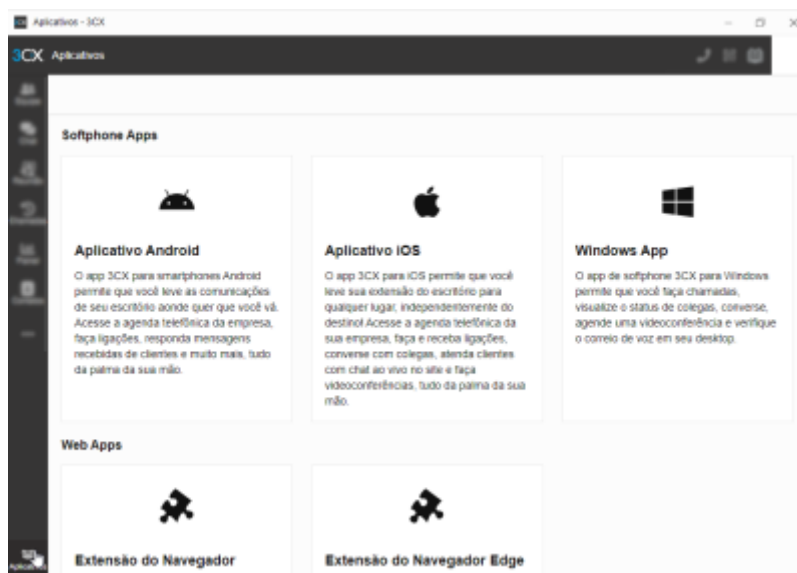 Aplicativos - 3CX
3CX Aplicativos
Chat
Softphone Apps
Aplicativo Android
O app 3CX para smartphones Android
permite que você leve as comunicações
de seu escritório aonde quer que você vá.
Acesse a agenda telefônica da empresa,
faça ligações, responda mensagens
recebidas de clientes e muito mais, tudo
da palma da sua mão.
Aplicativo iOS
O app 3CX para iOS permite que você
leve sua extensão do escritório para
qualquer lugar, independentemente do
destino! Acesse a agenda telefônica da
sua empresa, faça e receba ligações,
converse com colegas, atenda clientes
com chat ao vivo no site e faça
videoconferências, tudo da palma da sua
mão.
Windows App
O app de softphone 3CX para Windows
permite que você faça chamadas,
visualize o status de colegas, converse,
agende uma videoconferência e verifique
o correio de voz em seu desktop.
Web Apps
Extensão do Navegador
Extensão do Navegador Edge